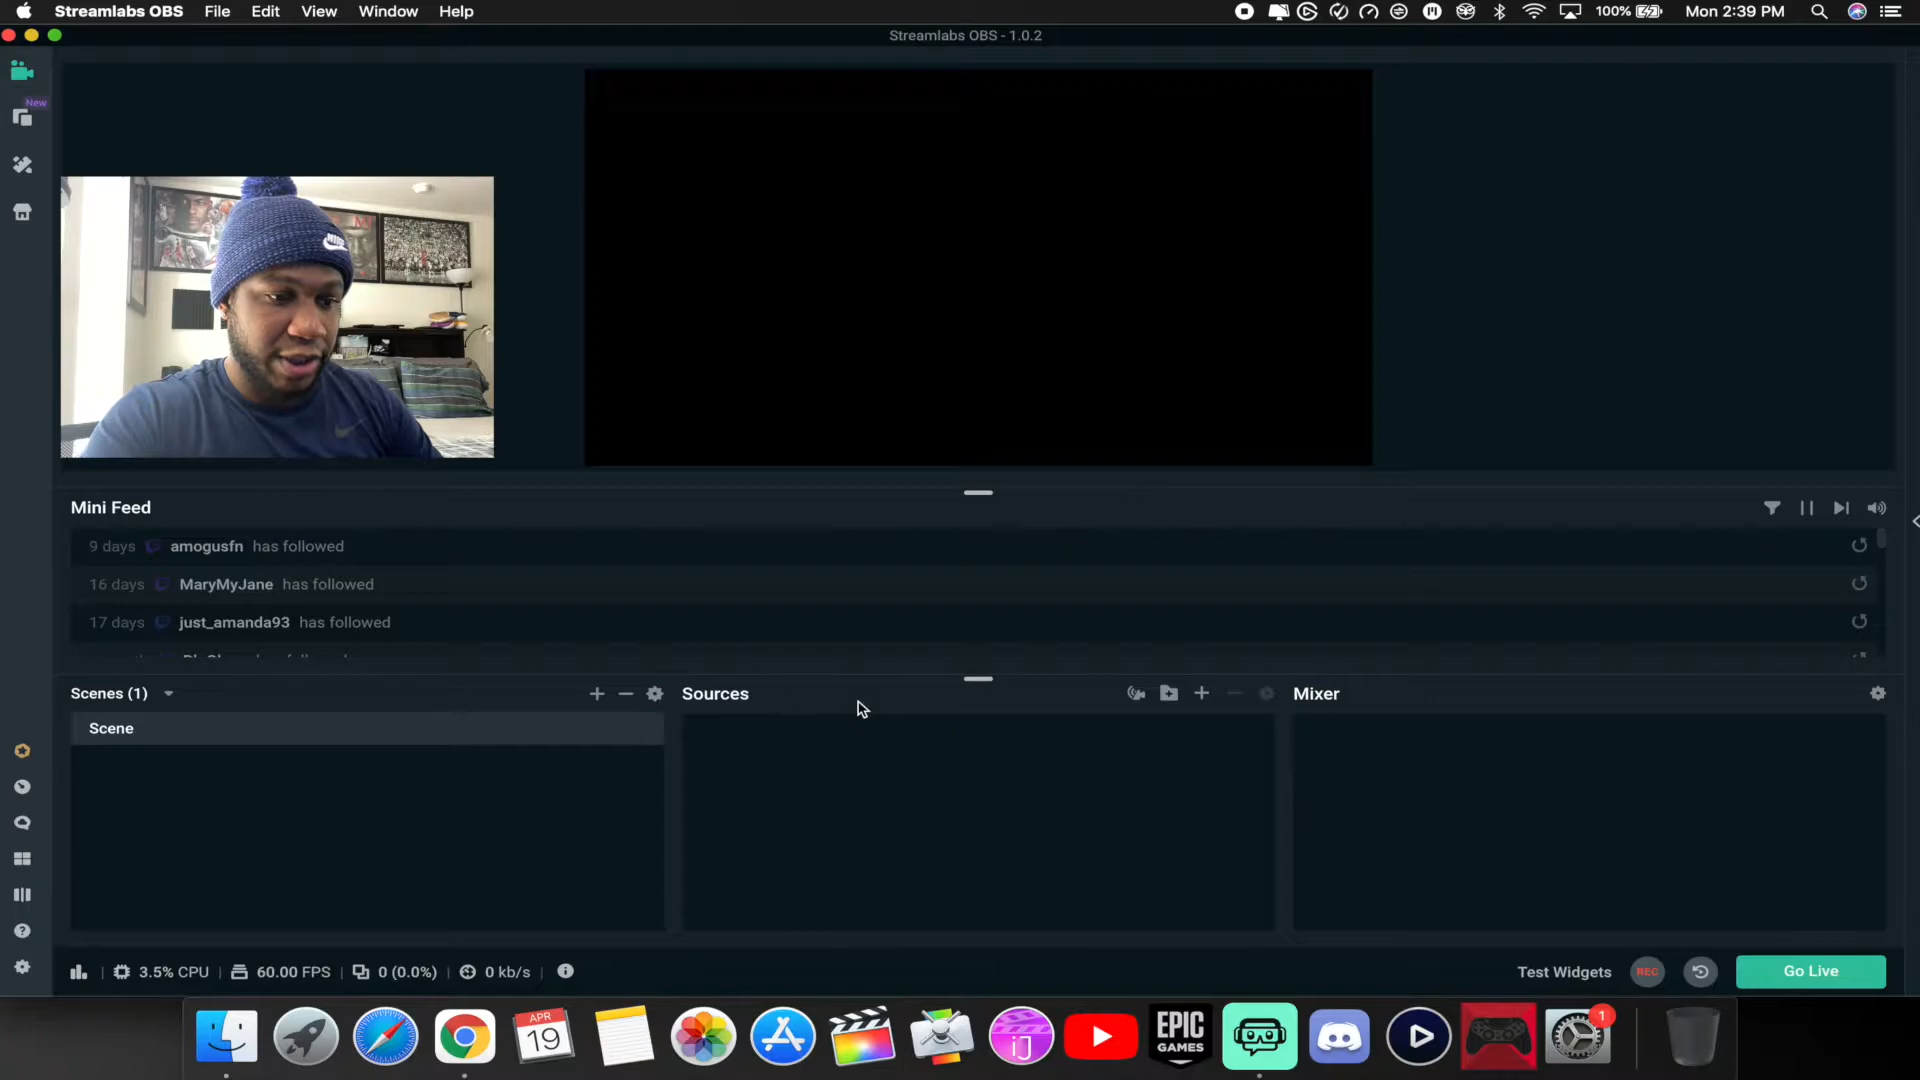 Streamlabs OBS File Edit View Window Help 100% Mon 2:39 PM
Streamlabs OBS - 1.0.2
New
Mini Feed
9 days amogusfn has followed
16 days MaryMyJane has followed
17 days just_amanda93 has followed
Scenes (1) Sources Mixer
Scene
3.5% CPU 60.00 FPS 0 (0.0%) 0 kb/s Test Widgets REC Go Live
APR
19
EPIC
GAMES
ij
1